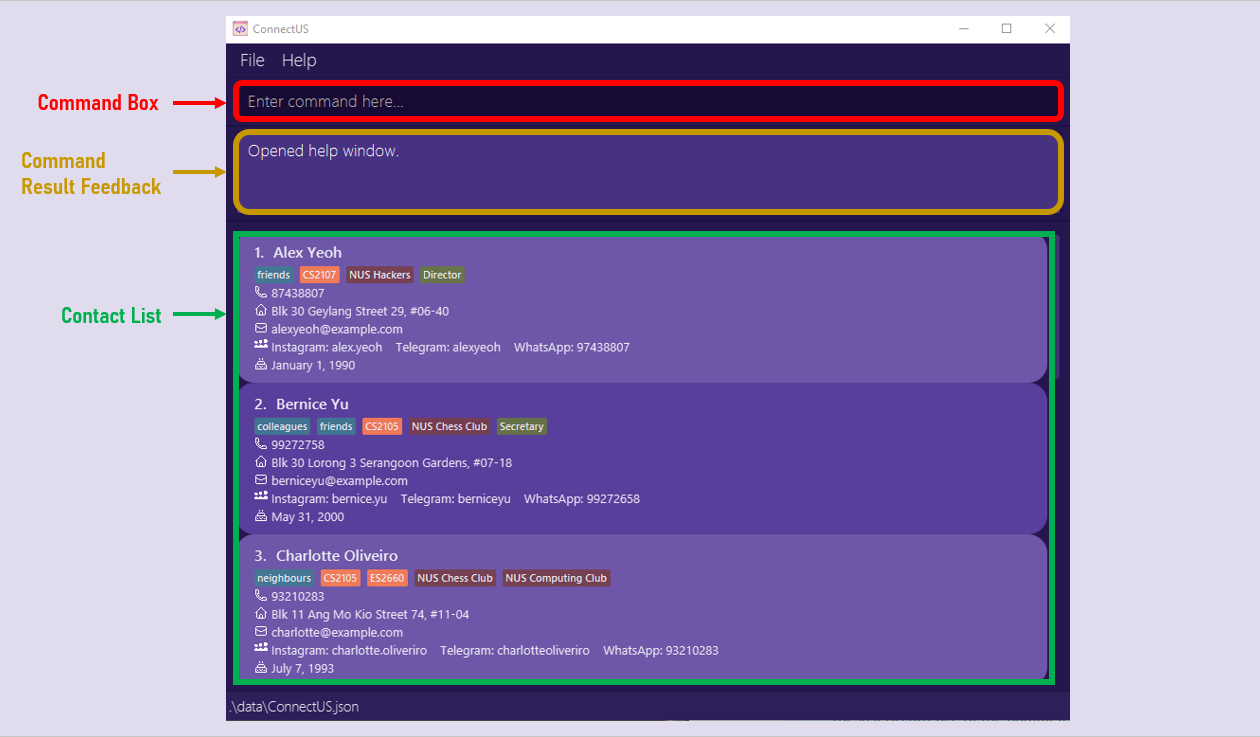 ConnectUS
File Help
Command Box
Enter command here...
Command
Result Feedback
Opened help window.
Contact List
1. Alex Yeoh
friends CS2107 NUS Hackers Director
87438807
Blk 30 Geylang Street 29, #06-40
alexyeoh@example.com
Instagram: alex.yeoh Telegram: alexyeoh WhatsApp: 97438807
January 1, 1990
2. Bernice Yu
colleagues friends CS2105 NUS Chess Club Secretary
99272758
Blk 30 Lorong 3 Serangoon Gardens, #07-18
berniceyu@example.com
Instagram: bernice.yu Telegram: berniceyu WhatsApp: 99272658
May 31, 2000
3. Charlotte Oliveiro
neighbours CS2105 ES2660 NUS Chess Club NUS Computing Club
93210283
Blk 11 Ang Mo Kio Street 74, #11-04
charlotte@example.com
Instagram: charlotte.oliveriro Telegram: charlotteoliveriro WhatsApp: 93210283
July 7, 1993
.\data\ConnectUS.json